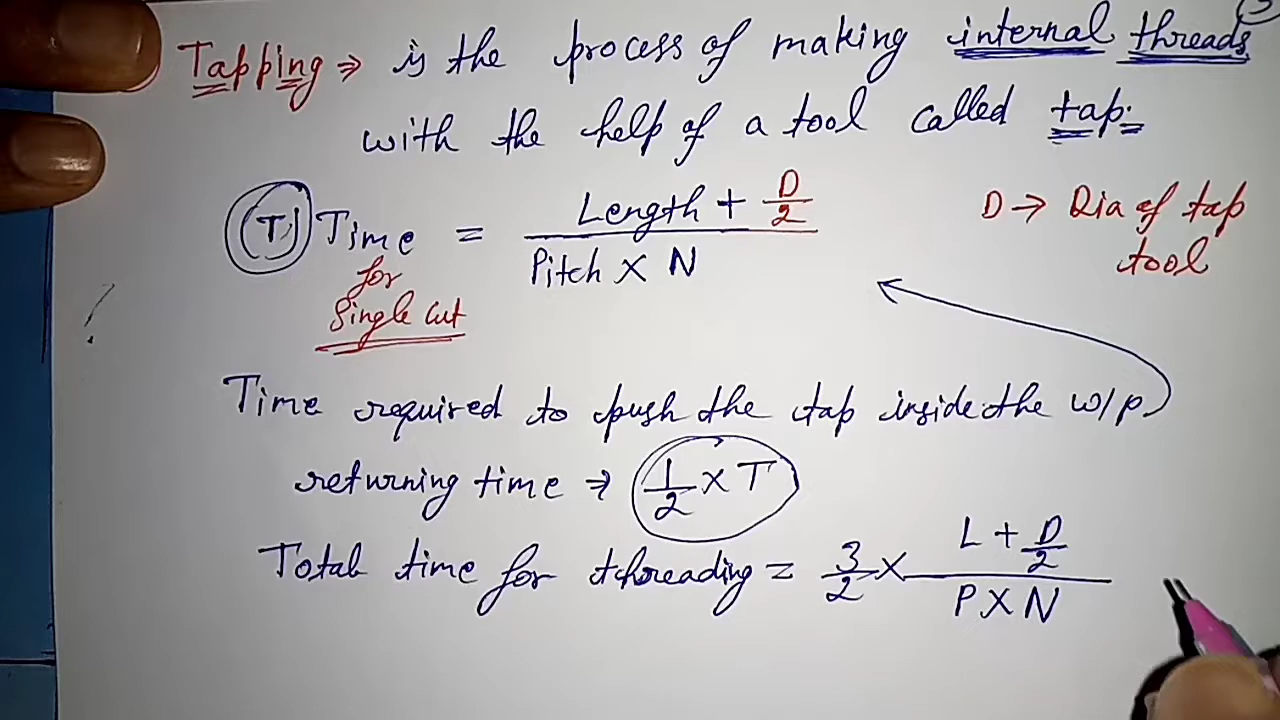 Tapping → is the process of making internal threads
with the help of a tool called tap.
(T) Time = (Length + D/2) / (Pitch × N)
D → Dia of tap tool
for
Single cut
Time required to push the tap inside the w/p
returning time → 1/2 × T
Total time for threading = 3/2 × (L + D/2) / (P × N)